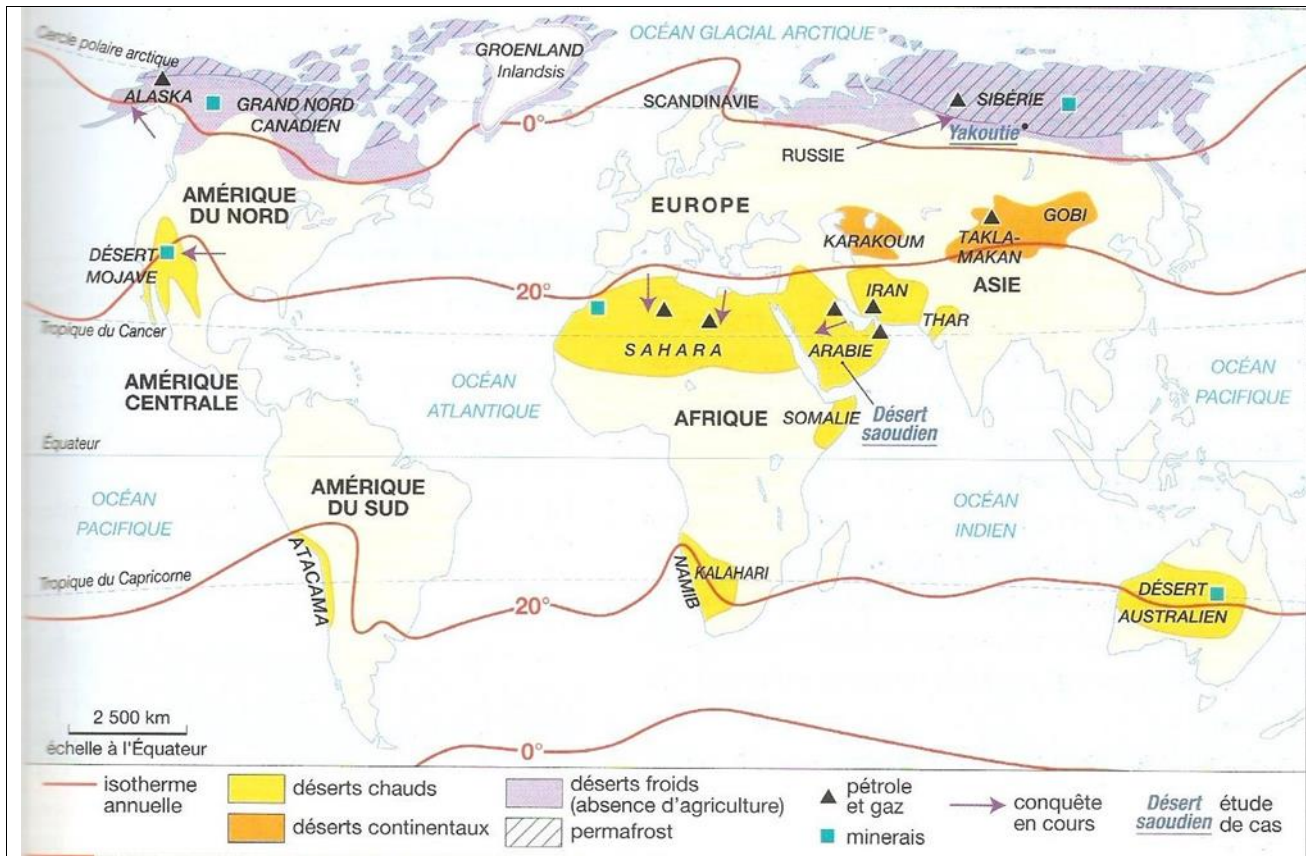 OCÉAN GLACIAL ARCTIQUE
Cercle polaire arctique
GROENLAND
Inlandsis
ALASKA
GRAND NORD
CANADIEN
0°
SCANDINAVIE
SIBÉRIE
Yakoutie
RUSSIE
AMÉRIQUE
DU NORD
EUROPE
GOBI
KARAKOUM
TAKLA-
MAKAN
DÉSERT
MOJAVE
ASIE
20°
IRAN
THAR
Tropique du Cancer
SAHARA
ARABIE
AMÉRIQUE
CENTRALE
OCÉAN
ATLANTIQUE
OCÉAN
PACIFIQUE
AFRIQUE
SOMALIE
Désert
saoudien
Équateur
OCÉAN
PACIFIQUE
AMÉRIQUE
DU SUD
OCÉAN
INDIEN
ATACAMA
NAMIB
KALAHARI
Tropique du Capricorne
20°
DÉSERT
AUSTRALIEN
2 500 km
échelle à l'Équateur
0°
isotherme
annuelle
déserts chauds
déserts continentaux
déserts froids
(absence d'agriculture)
permafrost
pétrole
et gaz
minerais
conquête
en cours
Désert
saoudien
étude
de cas